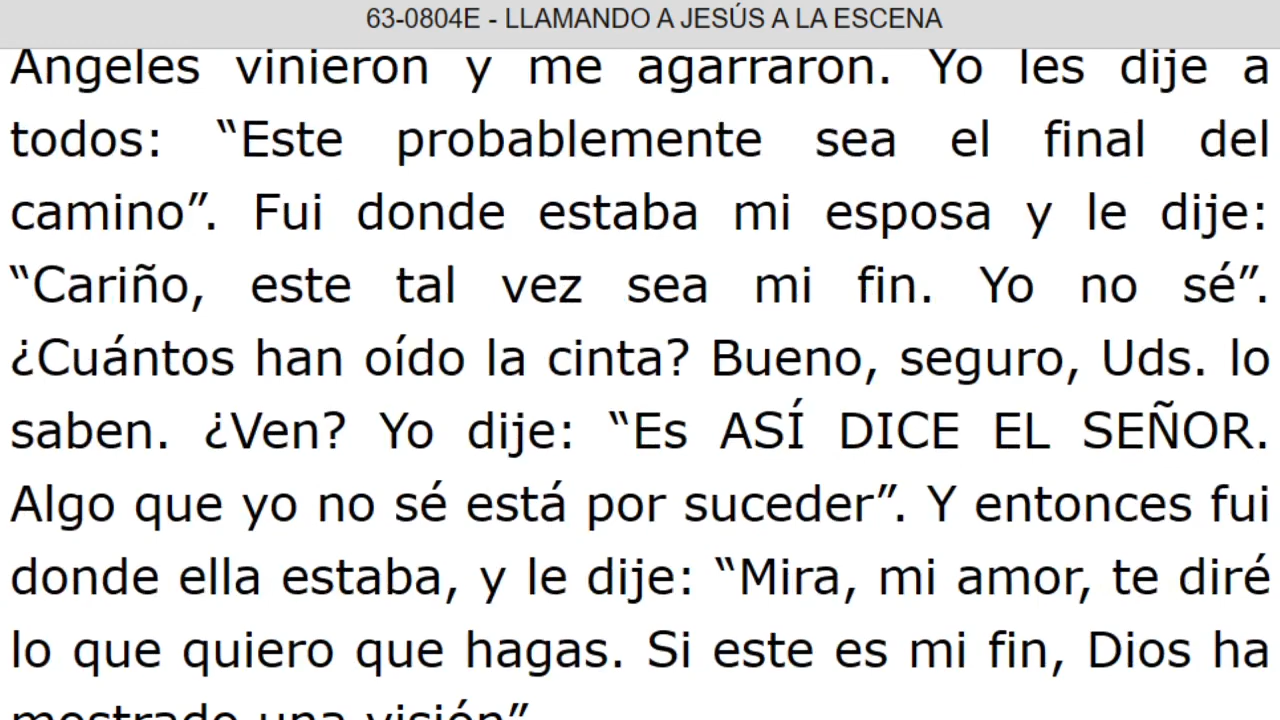 63-0804E - LLAMANDO A JESÚS A LA ESCENA
Angeles vinieron y me agarraron. Yo les dije a
todos: “Este probablemente sea el final del
camino”. Fui donde estaba mi esposa y le dije:
“Cariño, este tal vez sea mi fin. Yo no sé”.
¿Cuántos han oído la cinta? Bueno, seguro, Uds. lo
saben. ¿Ven? Yo dije: “Es ASÍ DICE EL SEÑOR.
Algo que yo no sé está por suceder”. Y entonces fui
donde ella estaba, y le dije: “Mira, mi amor, te diré
lo que quiero que hagas. Si este es mi fin, Dios ha
mostrado una visión”